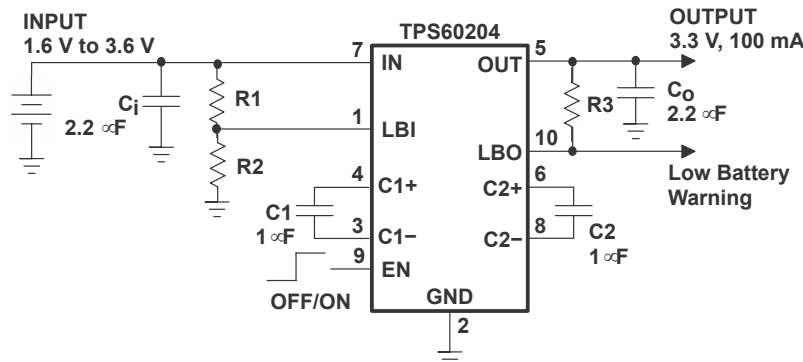 INPUT
1.6 V to 3.6 V
TPS60204
OUTPUT
3.3 V, 100 mA
7
IN
5
OUT
Ci
2.2 ∝F
R1
R3
Co
2.2 ∝F
1
LBI
10
LBO
R2
Low Battery
Warning
4
C1+
6
C2+
C1
1 ∝F
3
C1−
8
C2−
C2
1 ∝F
9
EN
OFF/ON
GND
2